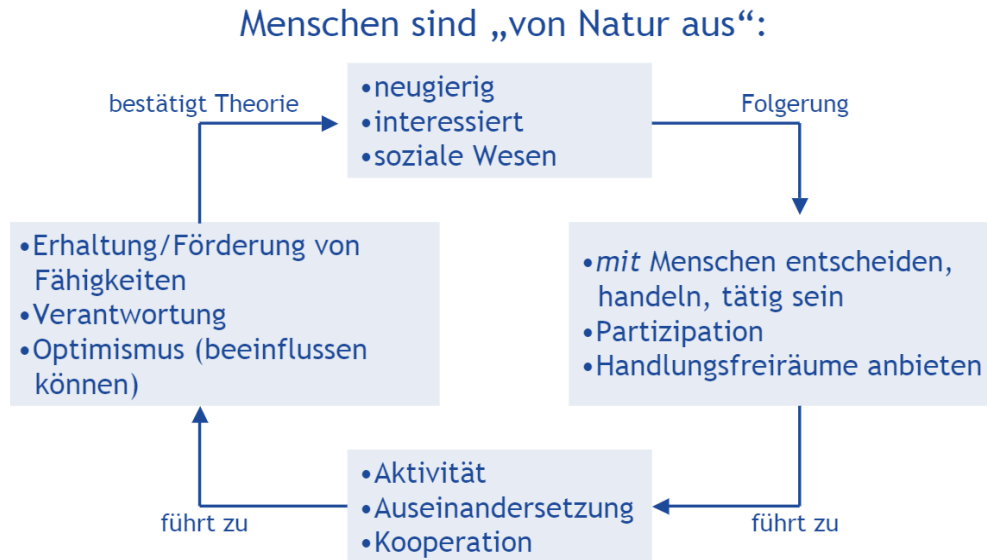 Menschen sind „von Natur aus“:
bestätigt Theorie
•neugierig
•interessiert
•soziale Wesen
Folgerung
•Erhaltung/Förderung von
Fähigkeiten
•Verantwortung
•Optimismus (beeinflussen
können)
•mit Menschen entscheiden,
handeln, tätig sein
•Partizipation
•Handlungsfreiräume anbieten
•Aktivität
•Auseinandersetzung
•Kooperation
führt zu
führt zu